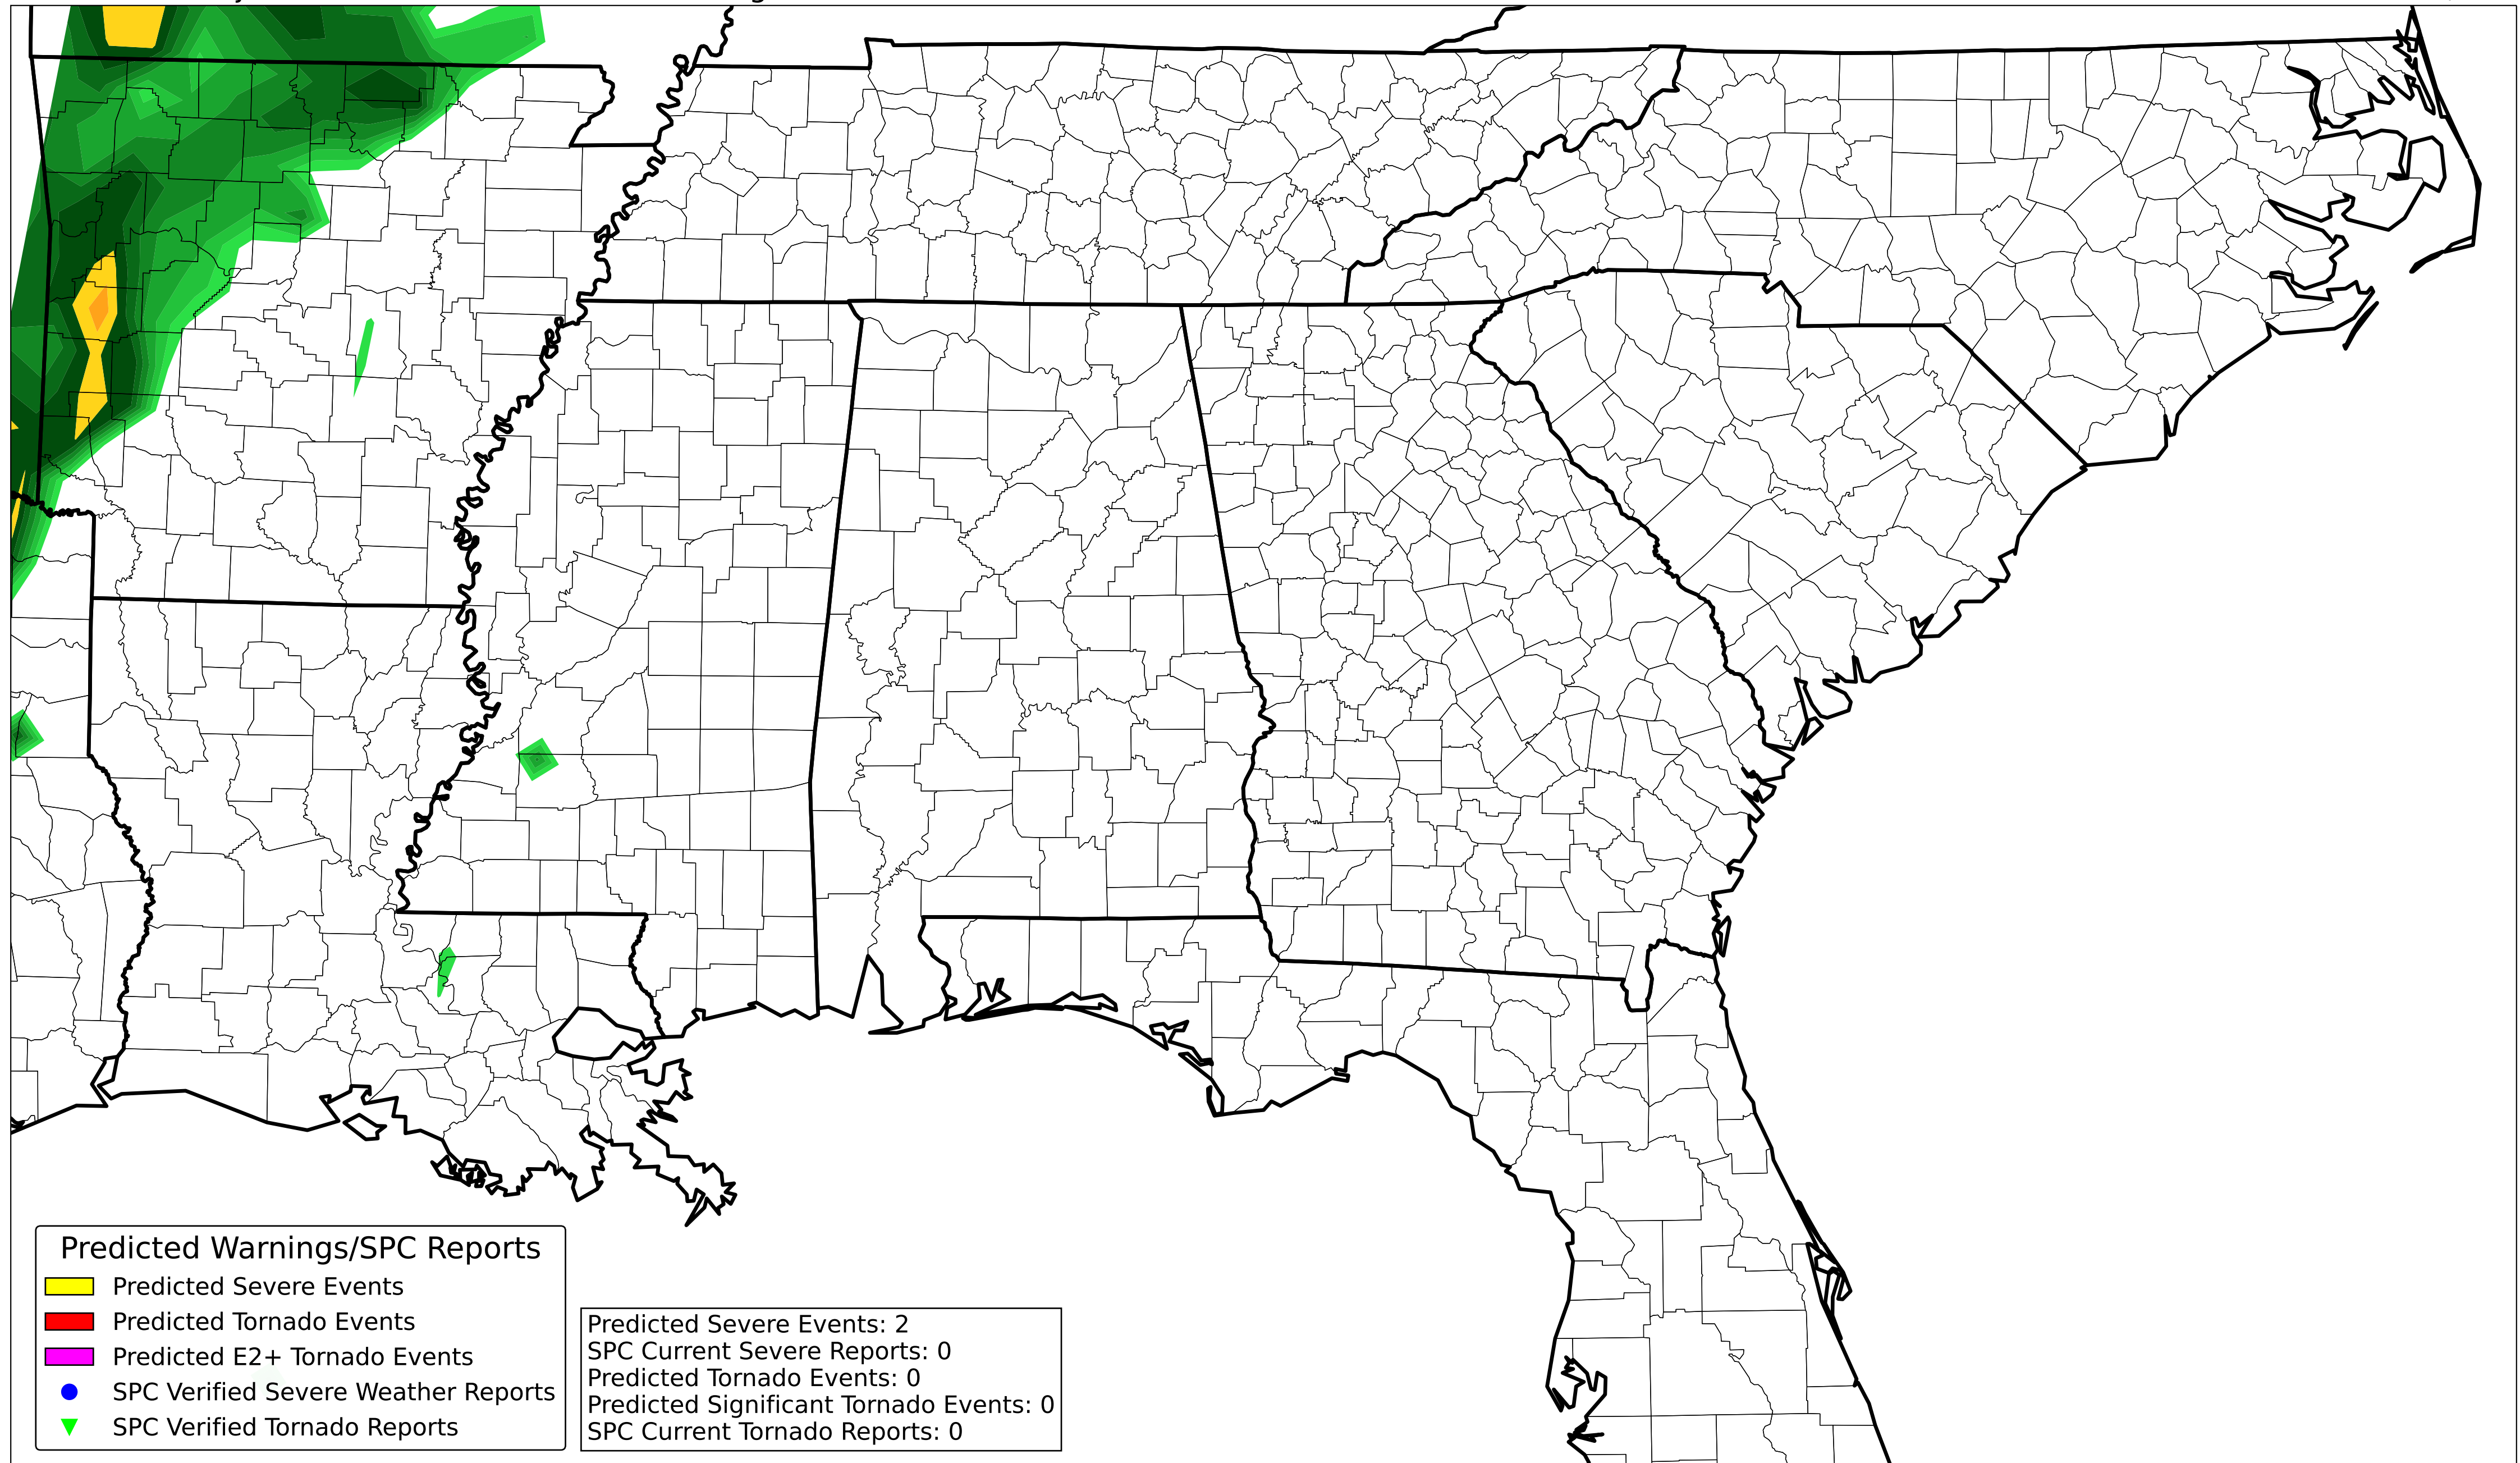 Predicted Warnings/SPC Reports
Predicted Severe Events
Predicted Tornado Events
Predicted E2+ Tornado Events
SPC Verified Severe Weather Reports
SPC Verified Tornado Reports
Predicted Severe Events: 2
SPC Current Severe Reports: 0
Predicted Tornado Events: 0
Predicted Significant Tornado Events: 0
SPC Current Tornado Reports: 0